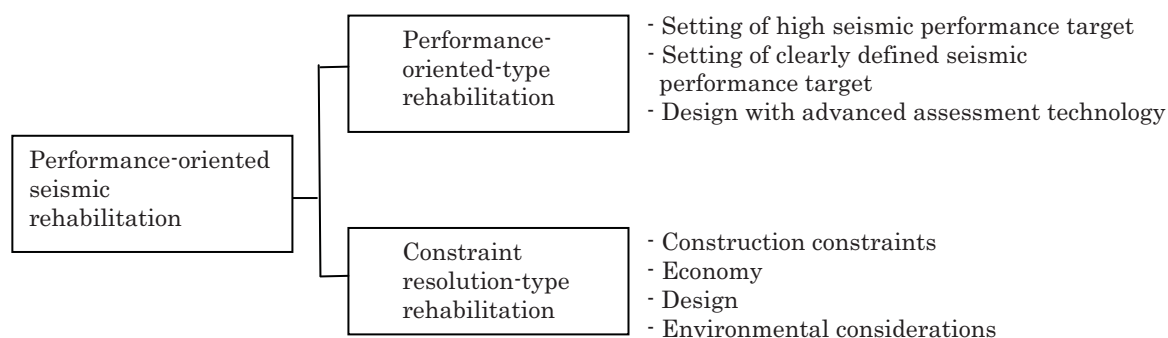 Performance-oriented
seismic
rehabilitation
Performance-
oriented-type
rehabilitation
- Setting of high seismic performance target
- Setting of clearly defined seismic
performance target
- Design with advanced assessment technology
Constraint
resolution-type
rehabilitation
- Construction constraints
- Economy
- Design
- Environmental considerations